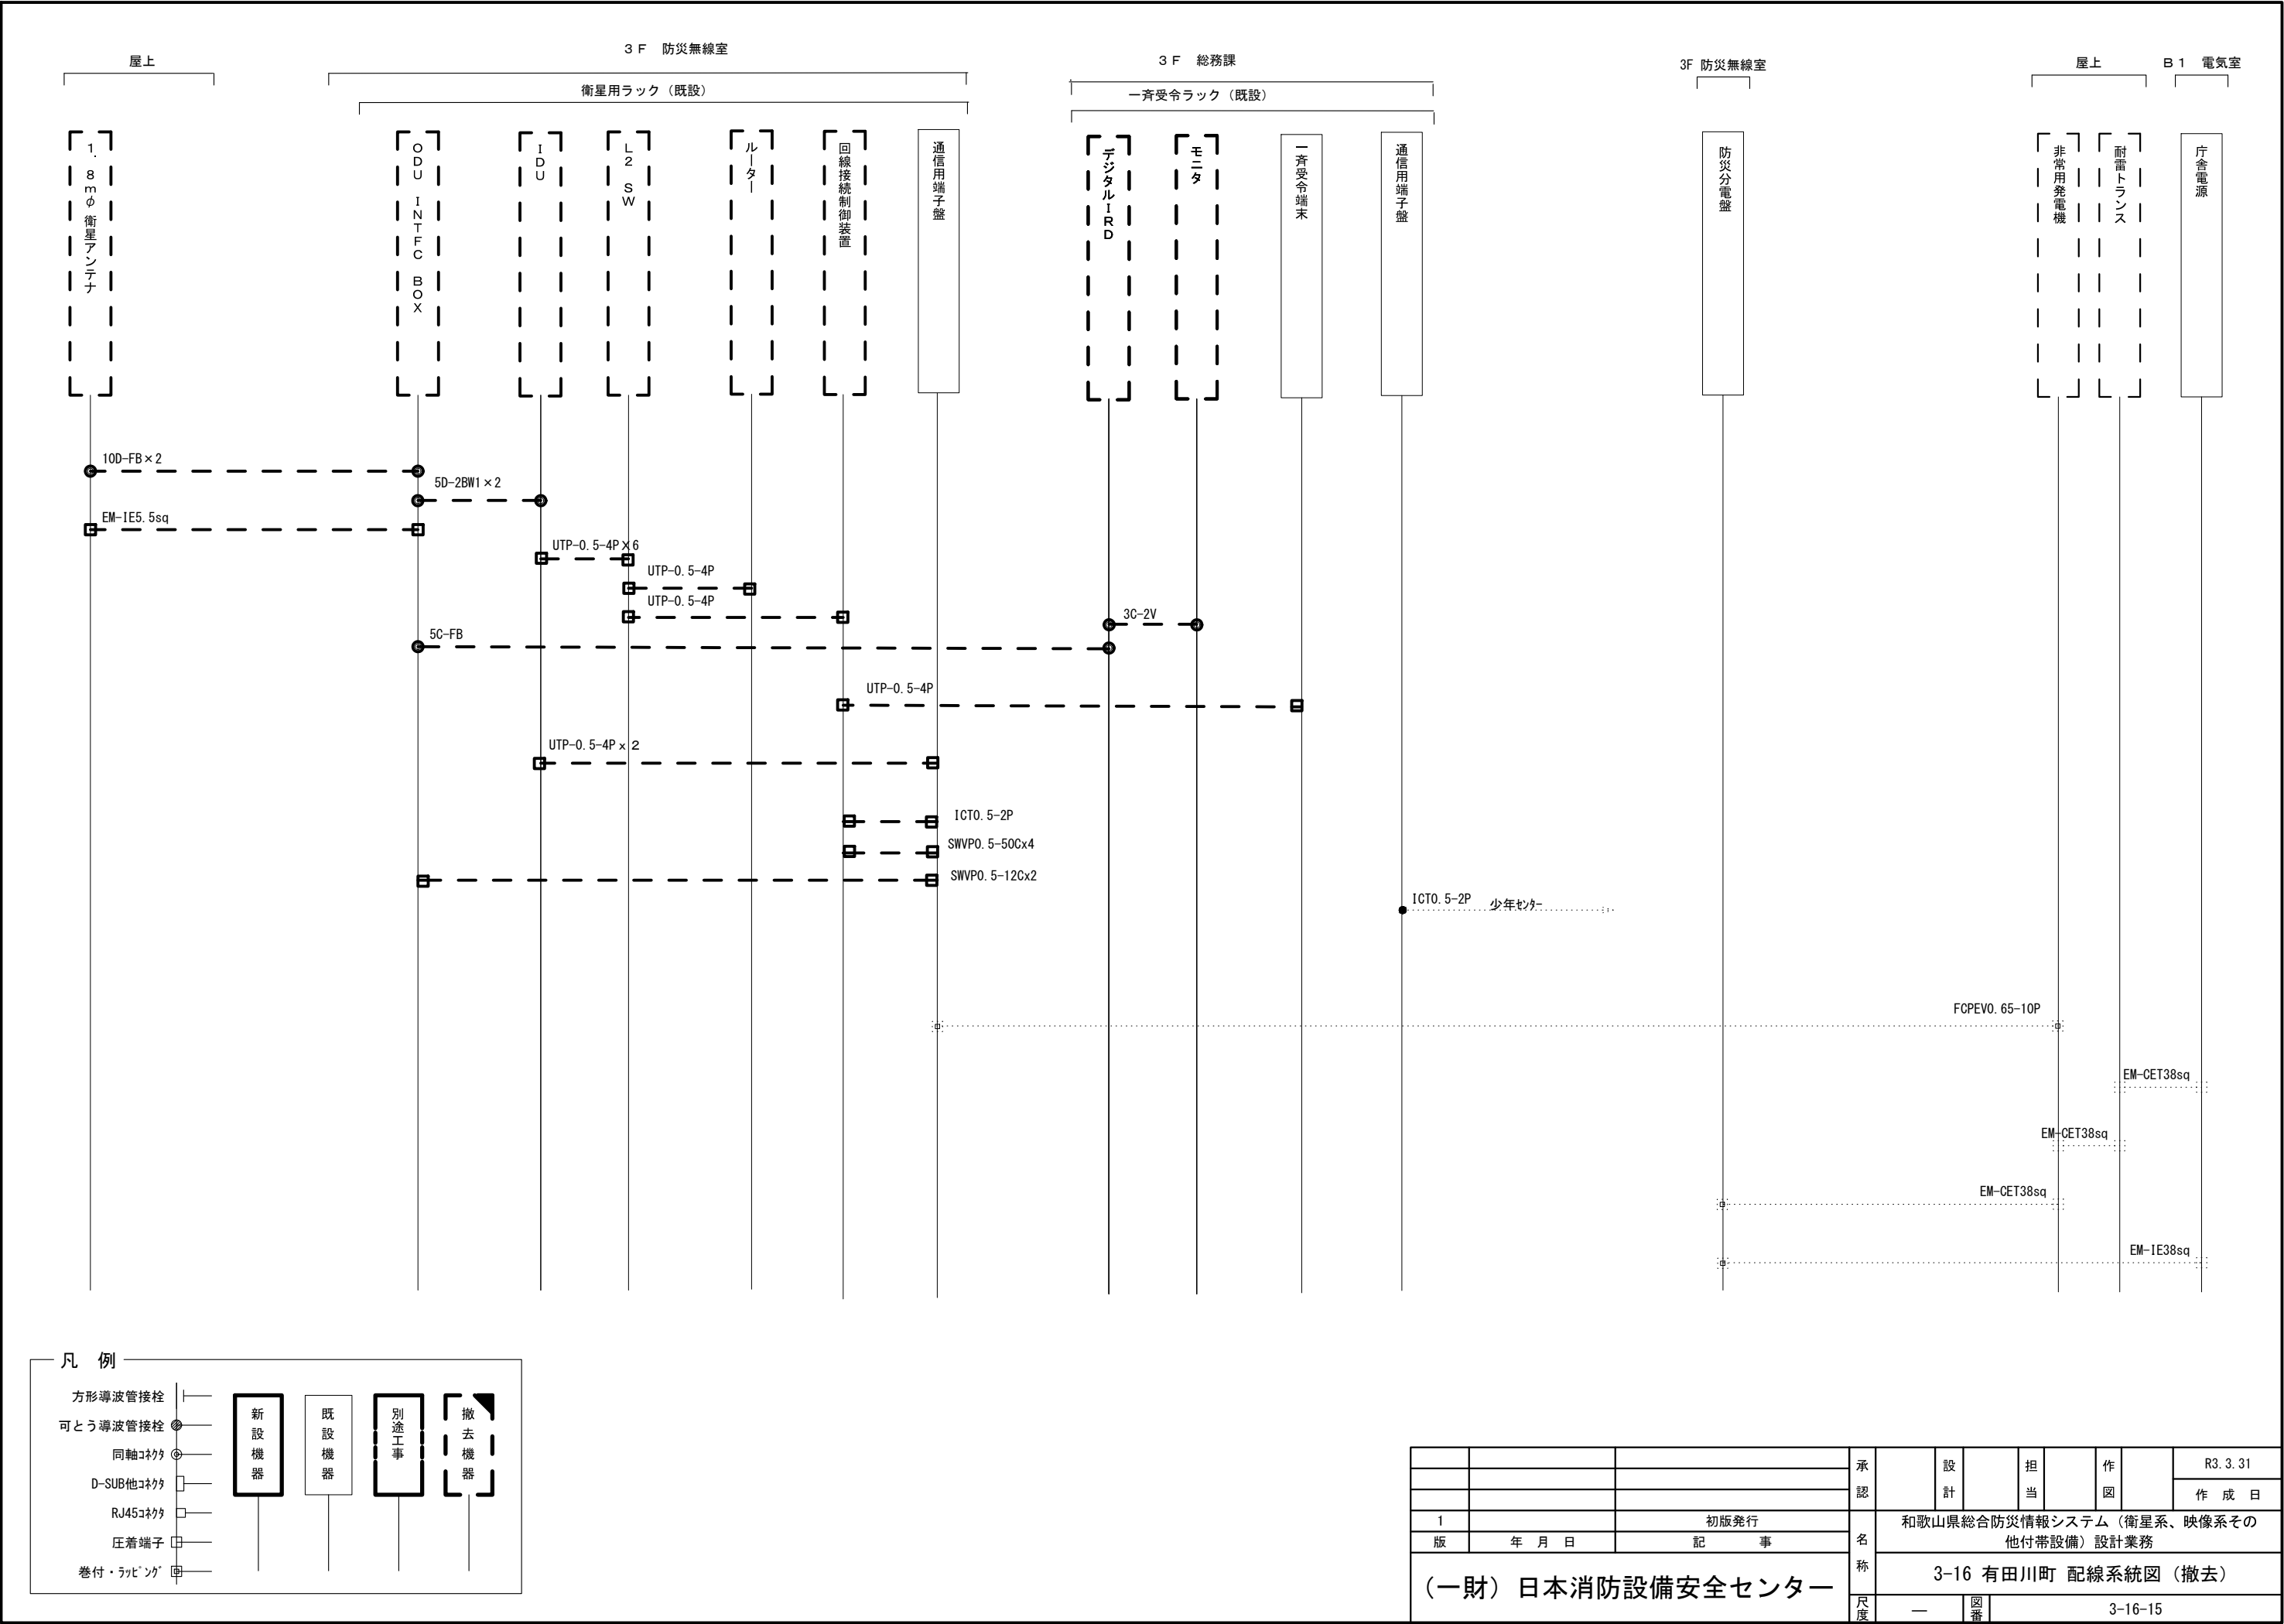 屋上
３Ｆ　防災無線室
衛星用ラック（既設）
３Ｆ　総務課
一斉受令ラック（既設）
3F 防災無線室
屋上
Ｂ１　電気室
１．８ｍφ 衛星アンテナ
ＯＤＵ　ＩＮＴＦＣ　ＢＯＸ
ＩＤＵ
Ｌ２　ＳＷ
ルーター
回線接続制御装置
通信用端子盤
デジタルＩＲＤ
モニタ
一斉受令端末
通信用端子盤
防災分電盤
非常用発電機
耐雷トランス
庁舎電源
10D-FB×2
5D-2BW1×2
EM-IE5.5sq
UTP-0.5-4P×6
UTP-0.5-4P
UTP-0.5-4P
3C-2V
5C-FB
UTP-0.5-4P
UTP-0.5-4P x 2
ICT0.5-2P
SWVP0.5-50Cx4
SWVP0.5-12Cx2
ICT0.5-2P　少年ｾﾝﾀｰ
FCPEV0.65-10P
EM-CET38sq
EM-CET38sq
EM-CET38sq
EM-IE38sq
凡　例
方形導波管接栓
可とう導波管接栓
同軸ｺﾈｸﾀ
D-SUB他ｺﾈｸﾀ
RJ45ｺﾈｸﾀ
圧着端子
巻付・ﾗｯﾋﾟﾝｸﾞ
新設機器
既設機器
別途工事
撤去機器
承認
設計
担当
作図
R3.3.31
作　成　日
1
初版発行
版
年　月　日
記　　　事
名称
和歌山県総合防災情報システム（衛星系、映像系その
他付帯設備）設計業務
（一財）日本消防設備安全センター
3-16 有田川町 配線系統図（撤去）
尺度
―
図番
3-16-15